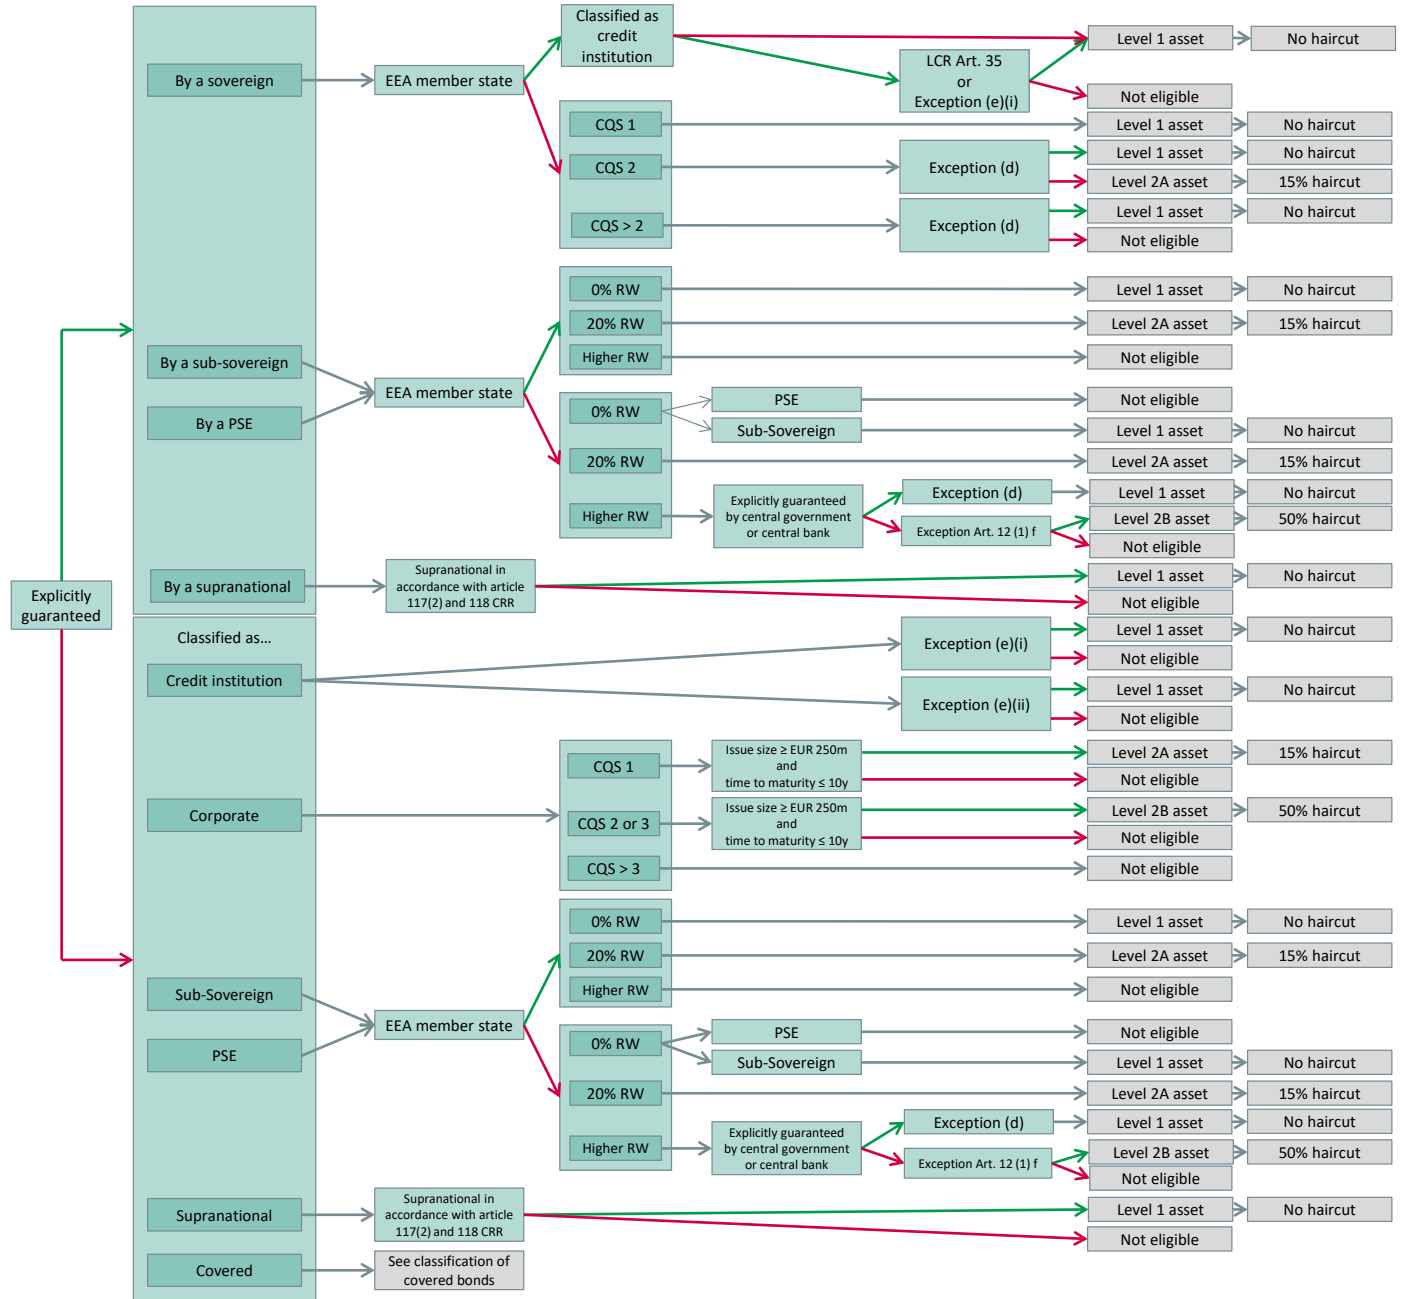 Explicitly
guaranteed
By a sovereign
EEA member state
Classified as
credit
institution
LCR Art. 35
or
Exception (e)(i)
Level 1 asset
No haircut
Not eligible
CQS 1
Level 1 asset
No haircut
CQS 2
Exception (d)
Level 1 asset
No haircut
Level 2A asset
15% haircut
CQS > 2
Exception (d)
Level 1 asset
No haircut
Not eligible
By a sub-sovereign
By a PSE
EEA member state
0% RW
Level 1 asset
No haircut
20% RW
Level 2A asset
15% haircut
Higher RW
Not eligible
0% RW
PSE
Not eligible
Sub-Sovereign
Level 1 asset
No haircut
20% RW
Level 2A asset
15% haircut
Higher RW
Explicitly guaranteed
by central government
or central bank
Exception (d)
Level 1 asset
No haircut
Exception Art. 12 (1) f
Level 2B asset
50% haircut
Not eligible
By a supranational
Supranational in
accordance with article
117(2) and 118 CRR
Level 1 asset
No haircut
Not eligible
Classified as...
Credit institution
Exception (e)(i)
Level 1 asset
No haircut
Not eligible
Exception (e)(ii)
Level 1 asset
No haircut
Not eligible
Corporate
CQS 1
Issue size ≥ EUR 250m
and
time to maturity ≤ 10y
Level 2A asset
15% haircut
Not eligible
CQS 2 or 3
Issue size ≥ EUR 250m
and
time to maturity ≤ 10y
Level 2B asset
50% haircut
Not eligible
CQS > 3
Not eligible
Sub-Sovereign
PSE
EEA member state
0% RW
Level 1 asset
No haircut
20% RW
Level 2A asset
15% haircut
Higher RW
Not eligible
0% RW
PSE
Not eligible
Sub-Sovereign
Level 1 asset
No haircut
20% RW
Level 2A asset
15% haircut
Higher RW
Explicitly guaranteed
by central government
or central bank
Exception (d)
Level 1 asset
No haircut
Exception Art. 12 (1) f
Level 2B asset
50% haircut
Not eligible
Supranational
Supranational in
accordance with article
117(2) and 118 CRR
Level 1 asset
No haircut
Not eligible
Covered
See classification of
covered bonds